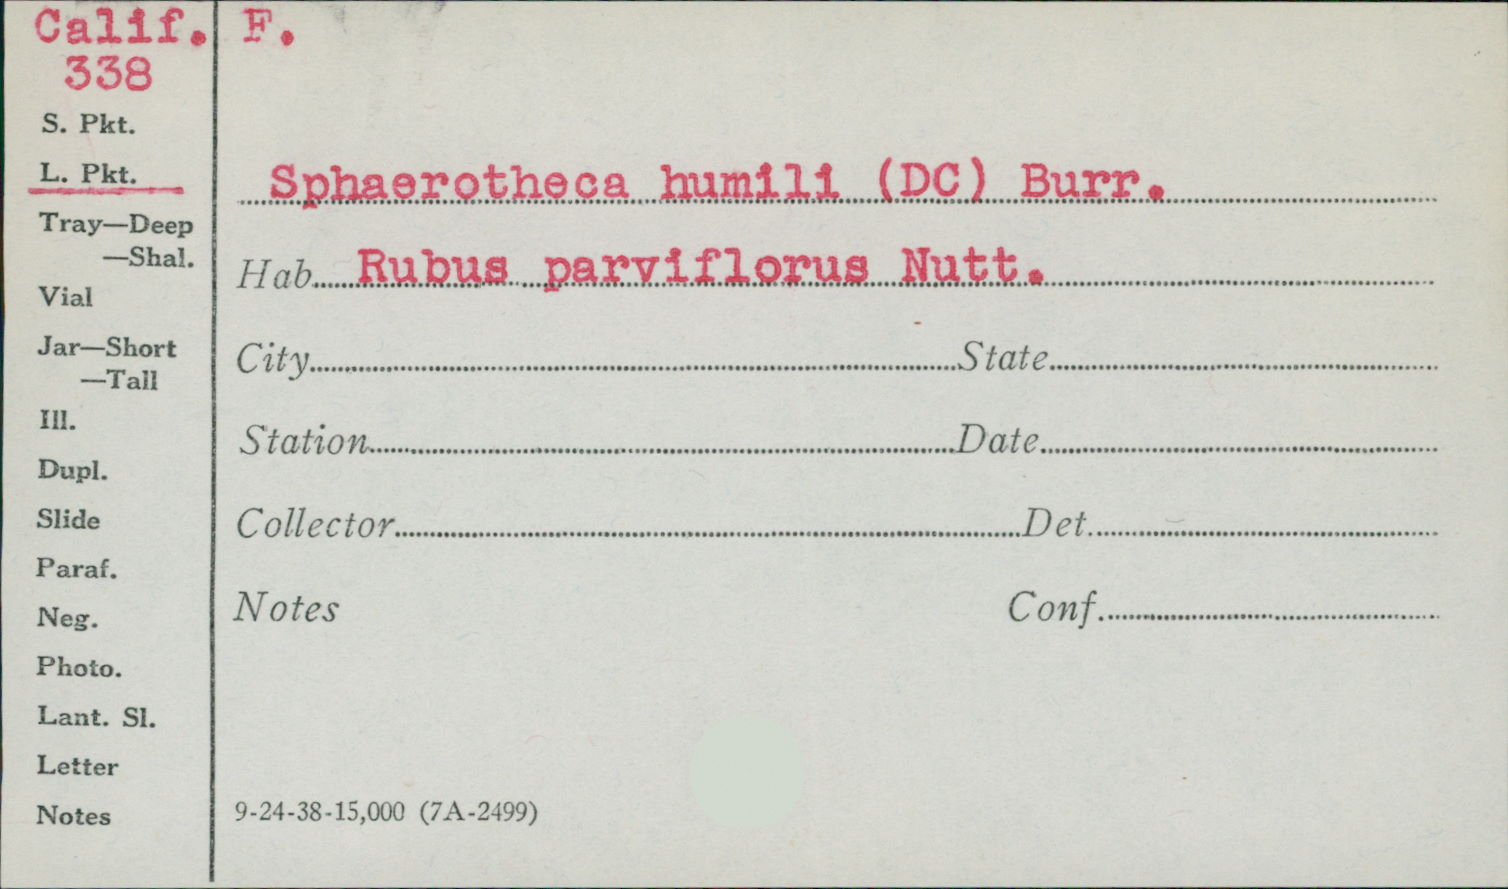 Calif. F.
338
S. Pkt.
L. Pkt.
Sphaerotheca humili (DC) Burr.
Tray—Deep
—Shal.
Hab. Rubus parviflorus Nutt.
Vial
Jar—Short
—Tall
City State
Ill.
Station Date
Dupl.
Slide
Collector Det.
Paraf.
Neg.
Notes Conf.
Photo.
Lant. Sl.
Letter
Notes
9-24-38-15,000 (7A-2499)